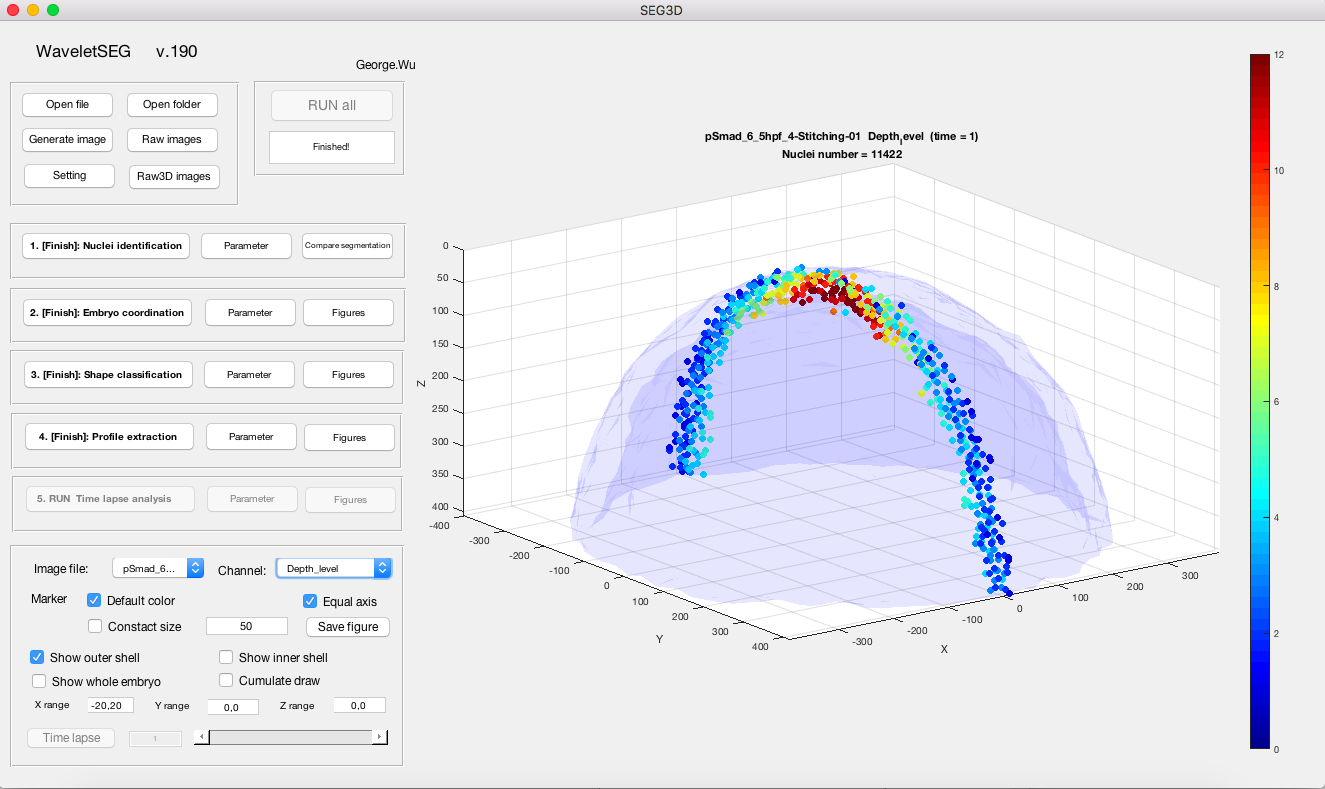 SEG3D
WaveletSEG v.190
George.Wu
Open file Open folder
Generate image Raw images
Setting Raw3D images
RUN all
Finished!
1. [Finish]: Nuclei identification Parameter Compare segmentation
2. [Finish]: Embryo coordination Parameter Figures
3. [Finish]: Shape classification Parameter Figures
4. [Finish]: Profile extraction Parameter Figures
5. RUN Time lapse analysis Parameter Figures
Image file: pSmad_6... Channel: Depth_level
Marker Default color Equal axis
Constact size 50 Save figure
Show outer shell Show inner shell
Show whole embryo Cumulate draw
X range -20,20 Y range 0,0 Z range 0,0
Time lapse 1
pSmad_6_5hpf_4-Stitching-01 Depth_level (time = 1)
Nuclei number = 11422
Z
0
50
100
150
200
250
300
350
400
-400
-300
-200
-100
0
100
200
300
400
Y
-300
-200
-100
0
100
200
300
X
12
10
8
6
4
2
0